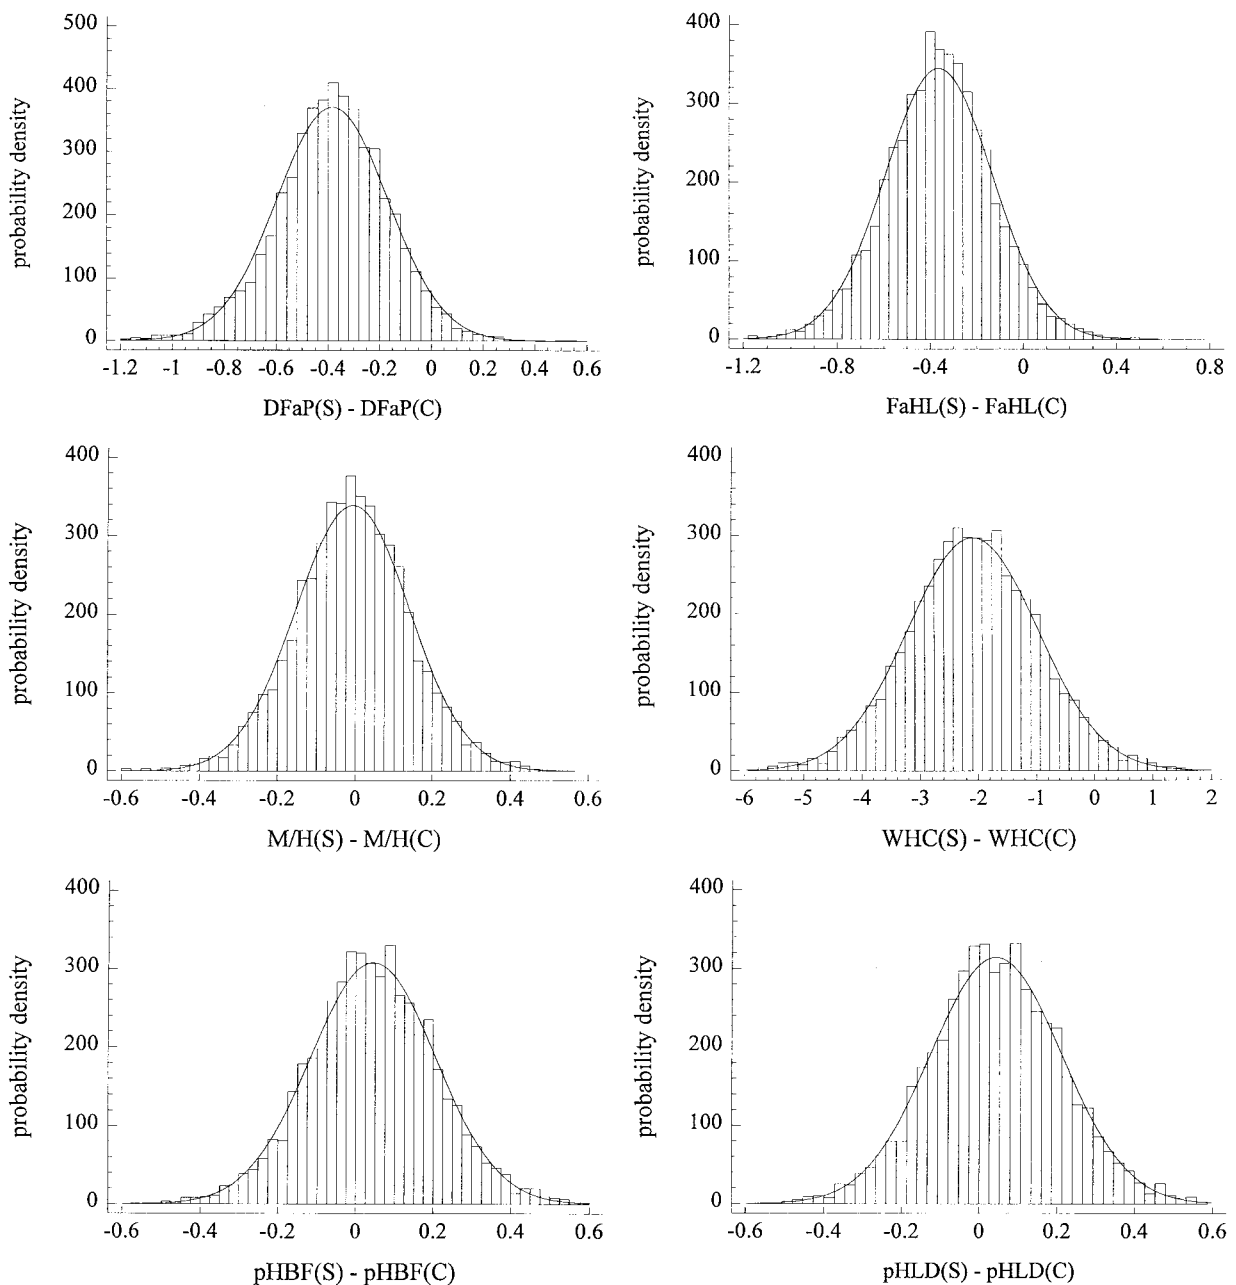 500
400
300
200
100
0
probability density
-1.2 -1 -0.8 -0.6 -0.4 -0.2 0 0.2 0.4 0.6
DFaP(S) - DFaP(C)
400
300
200
100
0
probability density
-1.2 -0.8 -0.4 0 0.4 0.8
FaHL(S) - FaHL(C)
400
300
200
100
0
probability density
-0.6 -0.4 -0.2 0 0.2 0.4 0.6
M/H(S) - M/H(C)
400
300
200
100
0
probability density
-6 -5 -4 -3 -2 -1 0 1 2
WHC(S) - WHC(C)
400
300
200
100
0
probability density
-0.6 -0.4 -0.2 0 0.2 0.4 0.6
pHBF(S) - pHBF(C)
400
300
200
100
0
probability density
-0.6 -0.4 -0.2 0 0.2 0.4 0.6
pHLD(S) - pHLD(C)